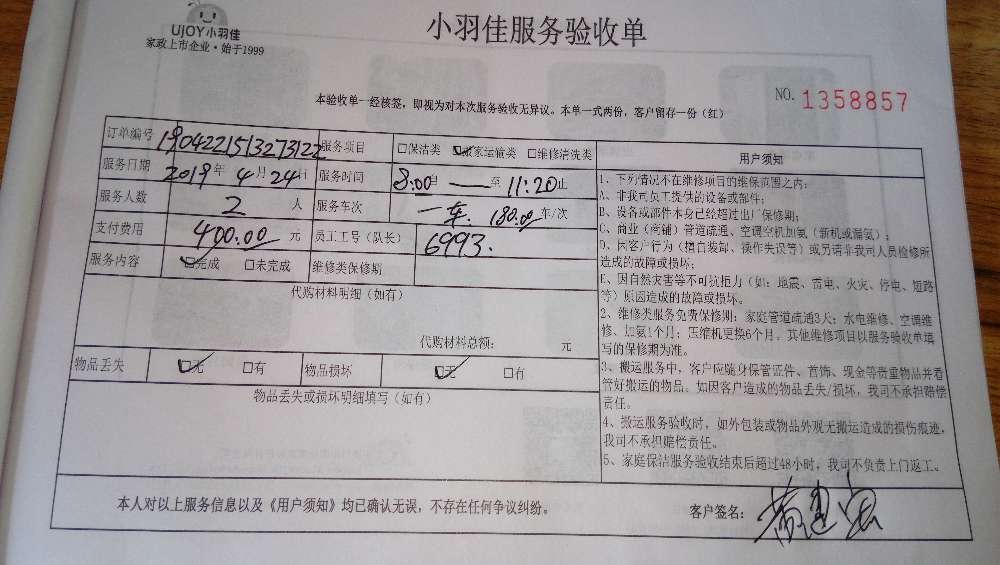 UJOY小羽佳
家政上市企业·始于1999
小羽佳服务验收单
本验收单一经核签，即视为对本次服务验收无异议。本单一式两份，客户留存一份（红）
NO. 1358857
订单编号 1904221513273122 服务项目 □保洁类 ☑搬家运输类 □维修清洗类
服务日期 2019年4月24日 服务时间 8:00自 — 至 11:20止
服务人数 2 人 服务车次 一车. 180.00 车/次
支付费用 400.00 元 员工工号（队长） 6993.
服务内容 ☑完成 □未完成 维修类保修期
代购材料明细（如有）
代购材料总额： 元
物品丢失 ☑无 □有 物品损坏 ☑无 □有
物品丢失或损坏明细填写（如有）
用户须知
1、下列情况不在维修项目的维保范围之内：
A、非我司员工提供的设备或部件；
B、设备或部件本身已经超过出厂保修期；
C、商业（商铺）管道疏通、空调空机加氨（新机或漏氨）；
D、因客户行为（擅自装卸、操作失误等）或另请非我司人员检修所
造成的故障或损坏；
E、因自然灾害等不可抗拒力（如：地震、雷电、火灾、停电、短路
等）原因造成的故障或损坏。
2、维修类服务免费保修期：家庭管道疏通3天；水电维修、空调维
修、加氨1个月；压缩机更换6个月，其他维修项目以服务验收单填
写的保修期为准。
3、搬运服务中，客户应随身保管证件、首饰、现金等贵重物品并看
管好搬运的物品。如因客户造成的物品丢失/损坏，我司不承担赔偿
责任。
4、搬运服务验收时，如外包装或物品外观无搬运造成的损伤痕迹，
我司不承担赔偿责任。
5、家庭保洁服务验收结束后超过48小时，我司不负责上门返工。
本人对以上服务信息以及《用户须知》均已确认无误，不存在任何争议纠纷。
客户签名：